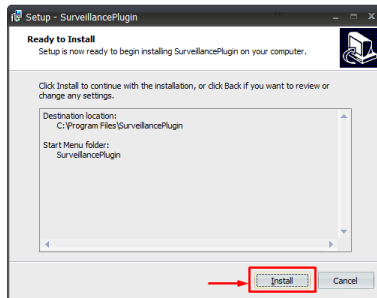 Setup - SurveillancePlugin
Ready to Install
Setup is now ready to begin installing SurveillancePlugin on your computer.
Click Install to continue with the installation, or click Back if you want to review or
change any settings.
Destination location:
C:\Program Files\SurveillancePlugin
Start Menu folder:
SurveillancePlugin
Install
Cancel